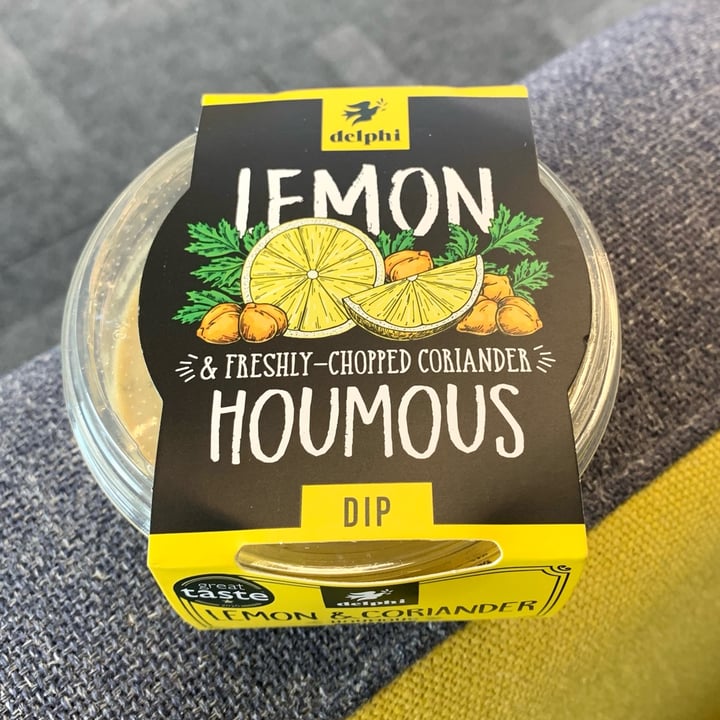 delphi
LEMON
& FRESHLY-CHOPPED CORIANDER
HOUMOUS
DIP
great
taste
delphi
LEMON & CORIANDER